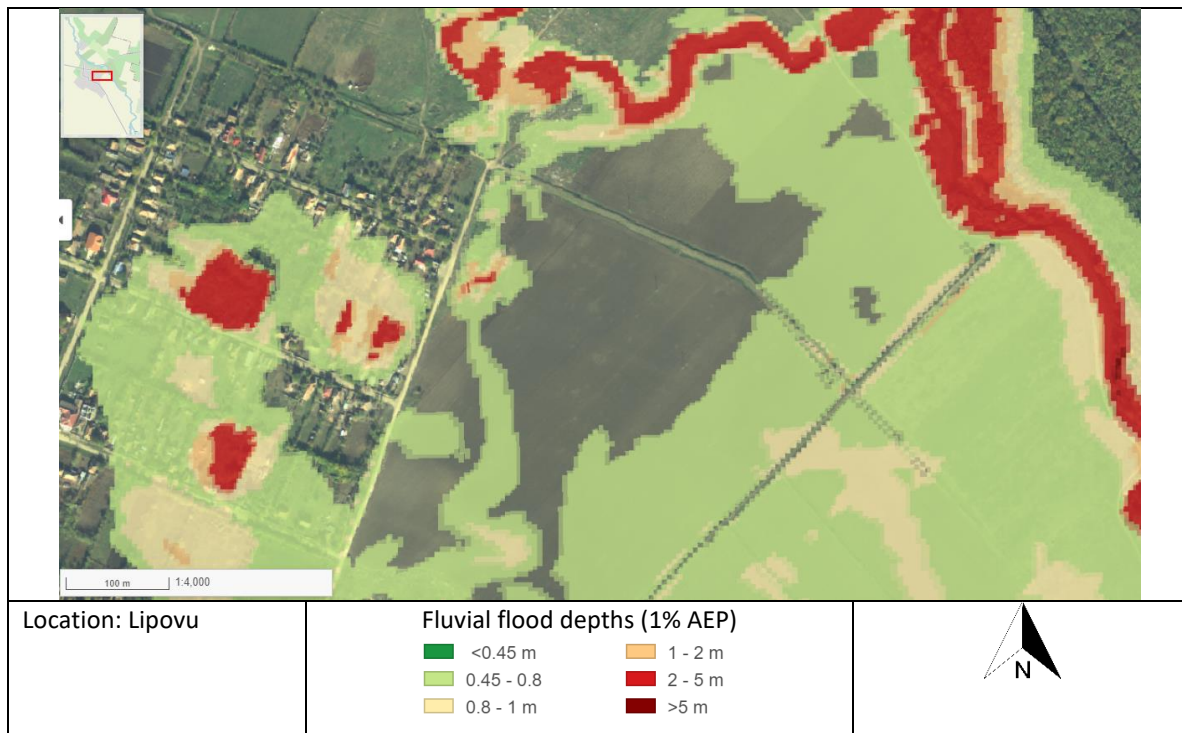 100 m 1:4,000
Location: Lipovu
Fluvial flood depths (1% AEP)
<0.45 m
0.45 - 0.8
0.8 - 1 m
1 - 2 m
2 - 5 m
>5 m
N